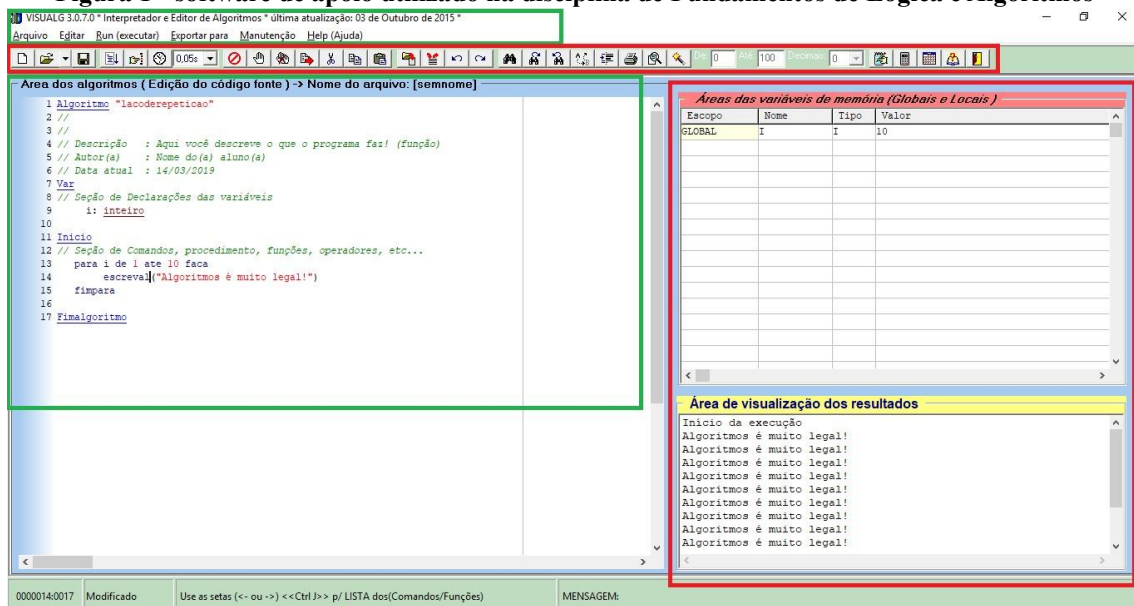 Figura 1 - software de apoio utilizado na disciplina de Fundamentos de Lógica e Algoritmos
VISUALG 3.0.7.0 * Interpretador e Editor de Algoritmos * última atualização: 03 de Outubro de 2015 *
Arquivo Editar Run (executar) Exportar para Manutenção Help (Ajuda)
0,05s De: 0 Até: 100 Decimais: 0
Area dos algoritmos ( Edição do código fonte ) -> Nome do arquivo: [semnome]
1 Algoritmo "lacoderepeticao"
2 //
3 //
4 // Descrição : Aqui você descreve o que o programa faz! (função)
5 // Autor(a) : Nome do(a) aluno(a)
6 // Data atual : 14/03/2019
7 Var
8 // Seção de Declarações das variáveis
9 i: inteiro
10
11 Inicio
12 // Seção de Comandos, procedimento, funções, operadores, etc...
13 para i de 1 ate 10 faca
14 escreval("Algoritmos é muito legal!")
15 fimpara
16
17 Fimalgoritmo
Áreas das variáveis de memória (Globais e Locais )
Escopo Nome Tipo Valor
GLOBAL I I 10
Área de visualização dos resultados
Início da execução
Algoritmos é muito legal!
Algoritmos é muito legal!
Algoritmos é muito legal!
Algoritmos é muito legal!
Algoritmos é muito legal!
Algoritmos é muito legal!
Algoritmos é muito legal!
Algoritmos é muito legal!
Algoritmos é muito legal!
0000014:0017 Modificado Use as setas (<- ou ->) <<Ctrl J>> p/ LISTA dos(Comandos/Funções) MENSAGEM: